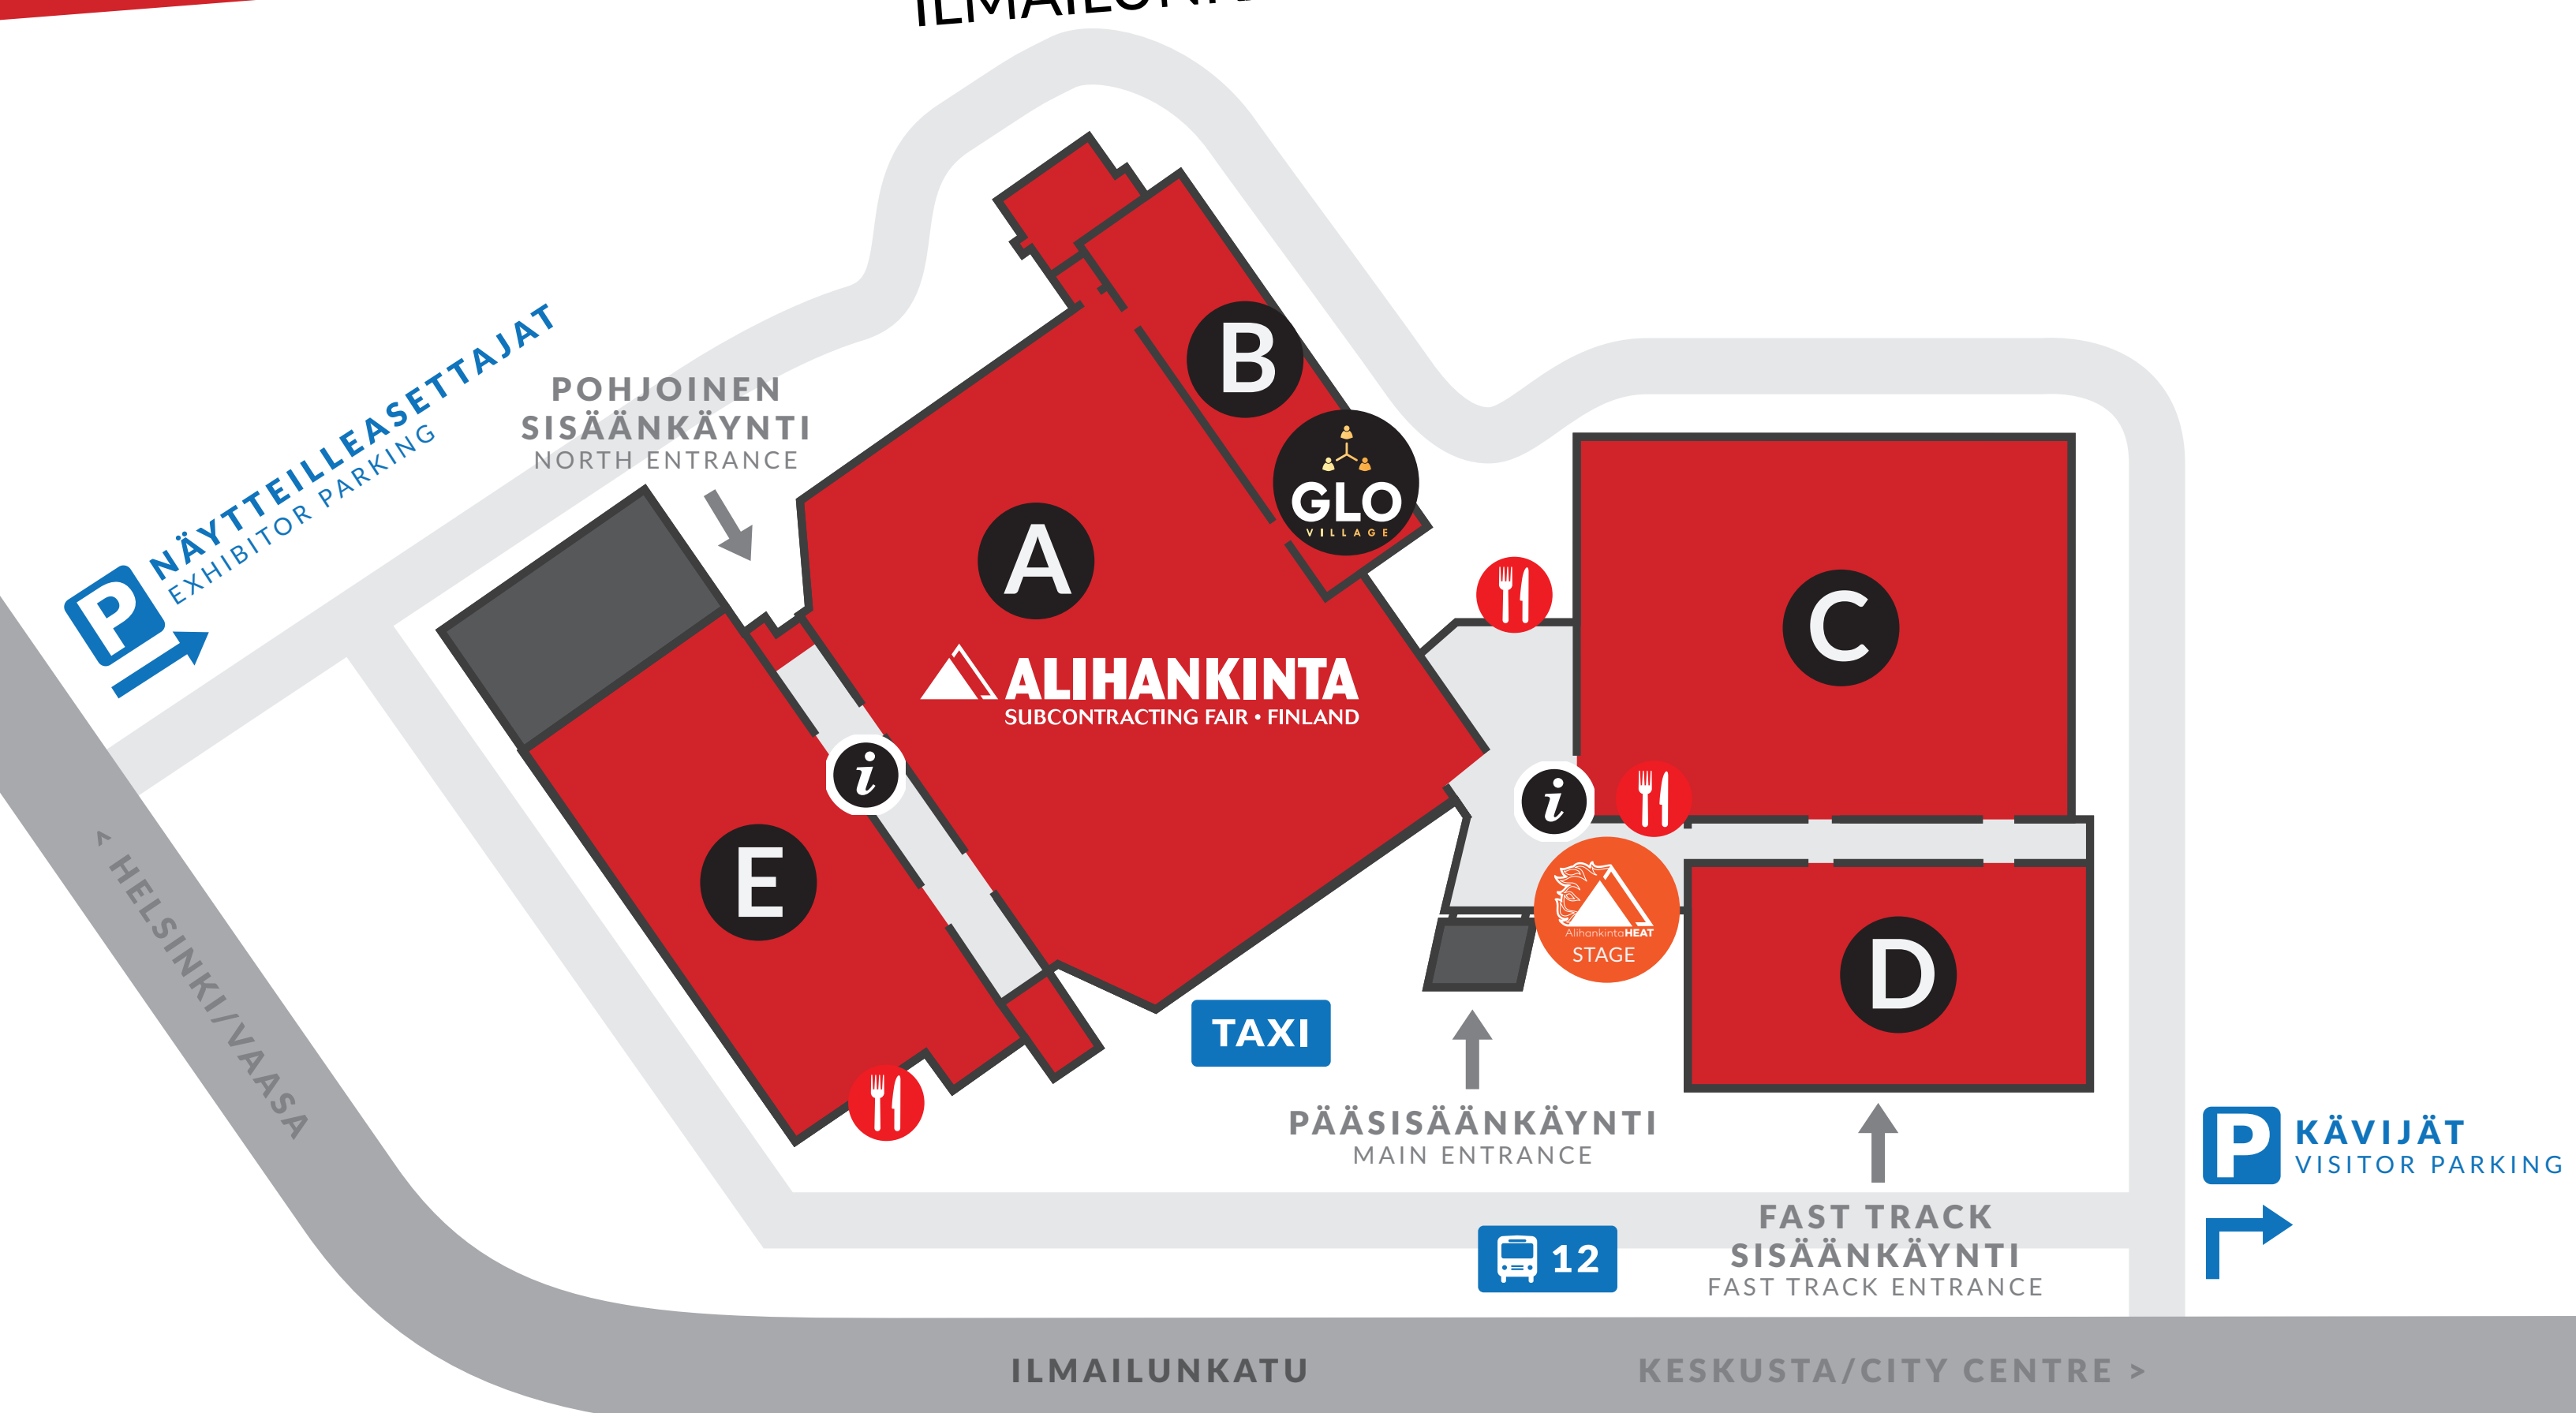 NÄYTTEILLEASETTAJAT
EXHIBITOR PARKING
P
POHJOINEN
SISÄÄNKÄYNTI
NORTH ENTRANCE
B
GLO
VILLAGE
A
ALIHANKINTA
SUBCONTRACTING FAIR • FINLAND
C
i
i
E
AlihankintaHEAT
STAGE
D
TAXI
PÄÄSISÄÄNKÄYNTI
MAIN ENTRANCE
P
KÄVIJÄT
VISITOR PARKING
12
FAST TRACK
SISÄÄNKÄYNTI
FAST TRACK ENTRANCE
< HELSINKI/VAASA
ILMAILUNKATU
KESKUSTA/CITY CENTRE >